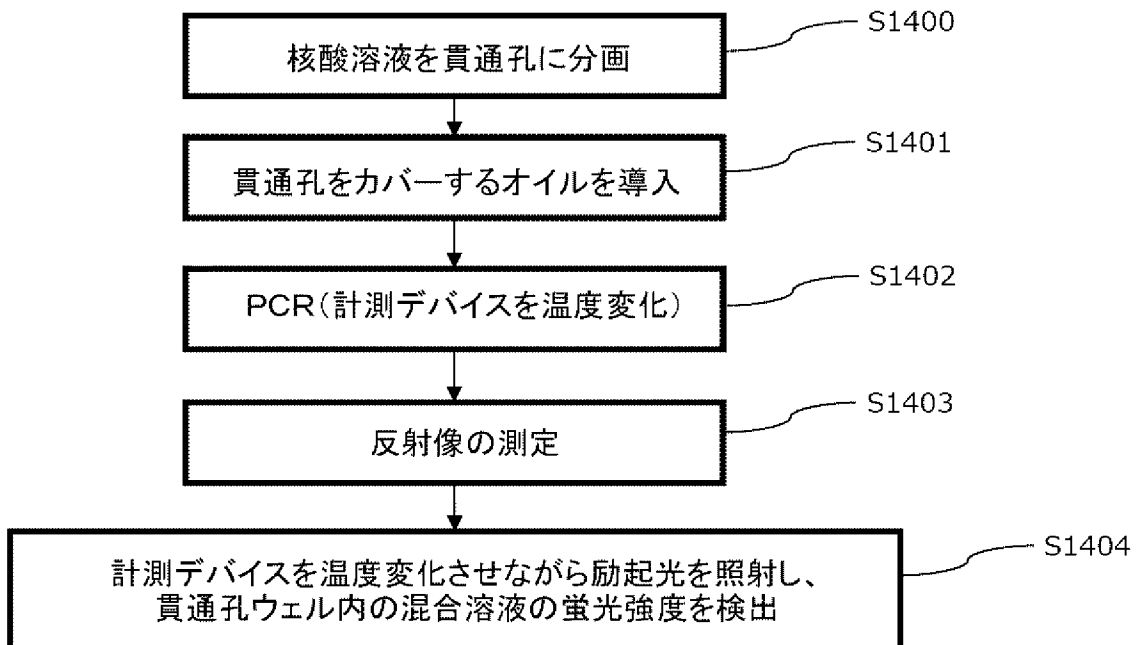 S1400
核酸溶液を貫通孔に分画
S1401
貫通孔をカバーするオイルを導入
S1402
PCR(計測デバイスを温度変化)
S1403
反射像の測定
S1404
計測デバイスを温度変化させながら励起光を照射し、
貫通孔ウェル内の混合溶液の蛍光強度を検出